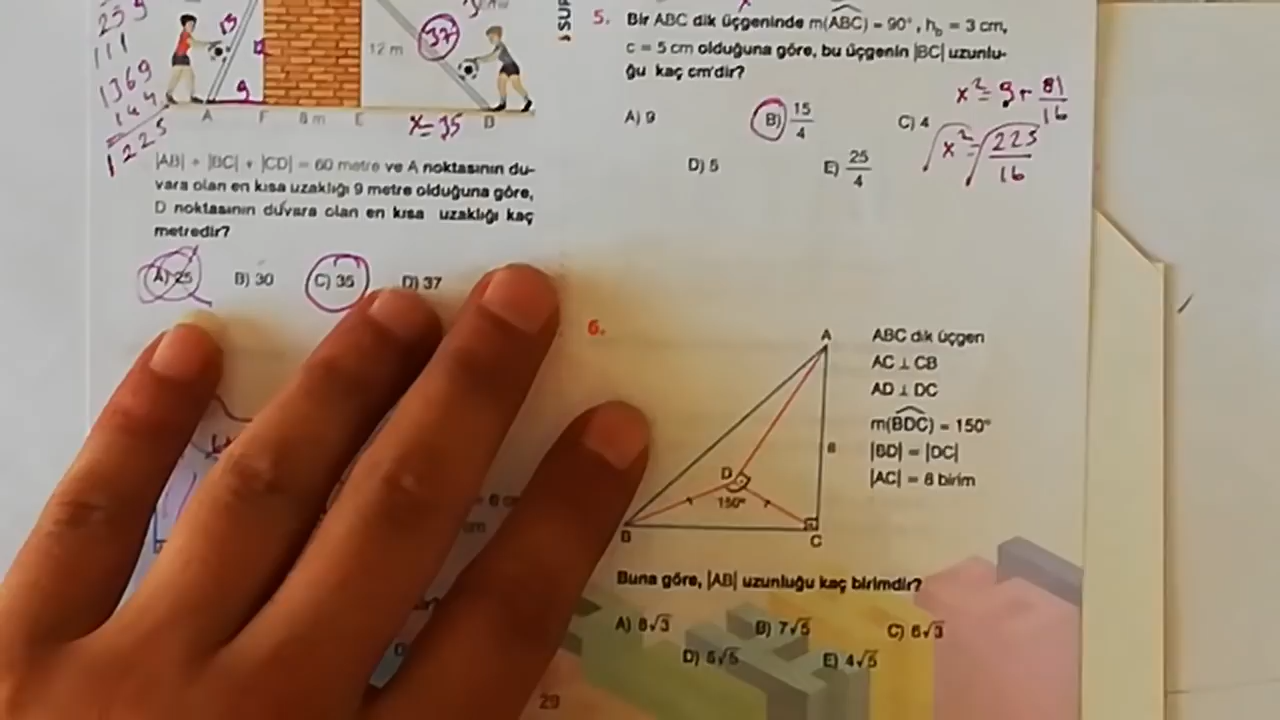 259
111
1369
144
1225
15
9
A
F
8 m
E
x=35
D
12 m
37
|AB| + |BC| + |CD| = 60 metre ve A noktasının du-
vara olan en kısa uzaklığı 9 metre olduğuna göre,
D noktasının duvara olan en kısa uzaklığı kaç
metredir?
A) 25 B) 30 C) 35 D) 37
29
5. Bir ABC dik üçgeninde m(ABC) = 90°, h_b = 3 cm,
c = 5 cm olduğuna göre, bu üçgenin |BC| uzunlu-
ğu kaç cm'dir?
A) 9 B) 15/4 C) 4
D) 5 E) 25/4
x² = 9 + 81/16
√x² = √225/16
6.
A
D
150°
B
C
ABC dik üçgen
AC ⊥ CB
AD ⊥ DC
m(BDC) = 150°
|BD| = |DC|
|AC| = 8 birim
Buna göre, |AB| uzunluğu kaç birimdir?
A) 8√3 B) 7√5 C) 6√3
D) 5√5 E) 4√5